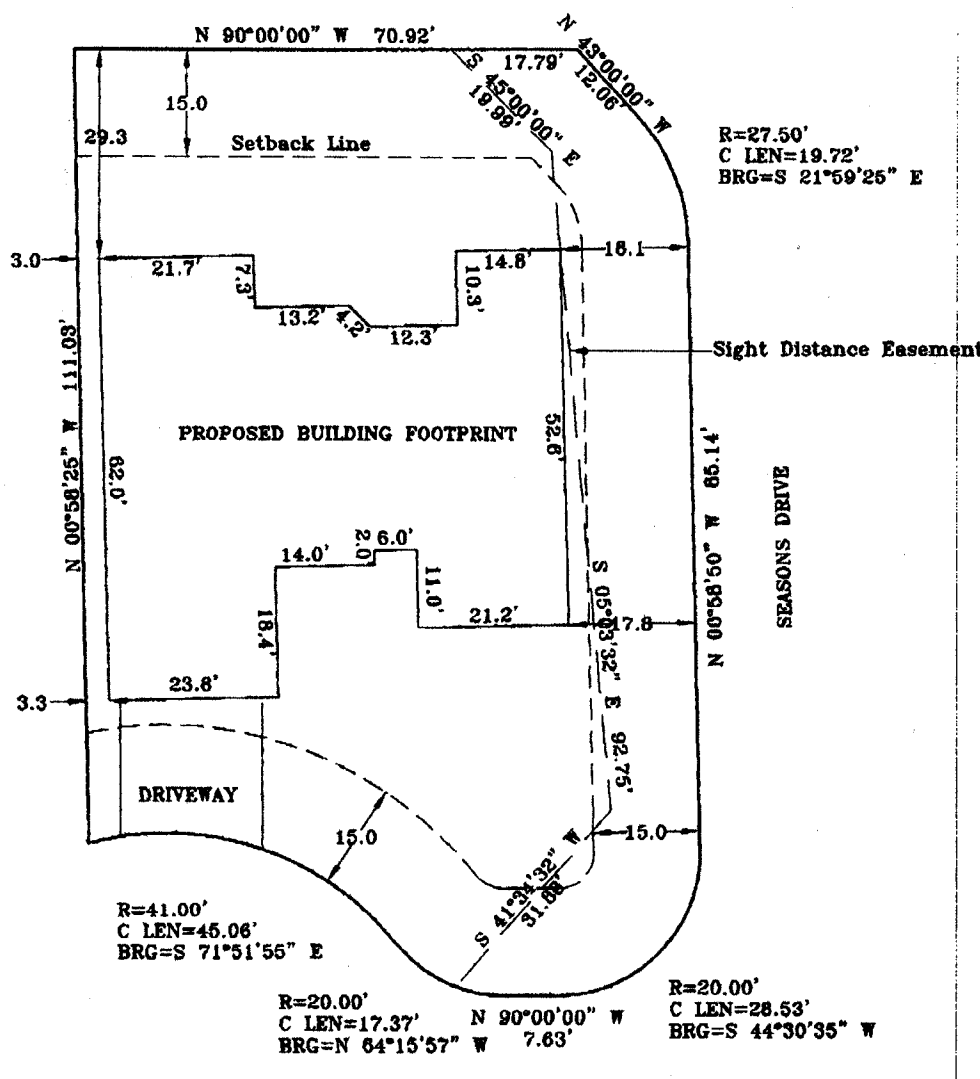 N 90°00'00" W 70.92'
N 43°00'00" W
12.06'
17.79'
S 45°00'00" E
19.99'
15.0
29.3
Setback Line
R=27.50'
C LEN=19.72'
BRG=S 21°59'25" E
3.0
21.7'
7.3'
13.2'
4.2'
12.3'
10.3'
14.8'
16.1
Sight Distance Easement
N 00°58'25" W 111.03'
PROPOSED BUILDING FOOTPRINT
52.6'
62.0'
N 00°58'50" W 65.14'
SEASONS DRIVE
14.0'
2.0
6.0'
11.0'
18.4'
21.2'
17.8
S 05°03'32" E 92.75'
23.8'
3.3
DRIVEWAY
15.0
15.0
S 41°34'32" W
31.88'
R=41.00'
C LEN=45.06'
BRG=S 71°51'55" E
R=20.00'
C LEN=17.37'
BRG=N 64°15'57" W
N 90°00'00" W
7.63'
R=20.00'
C LEN=28.53'
BRG=S 44°30'35" W